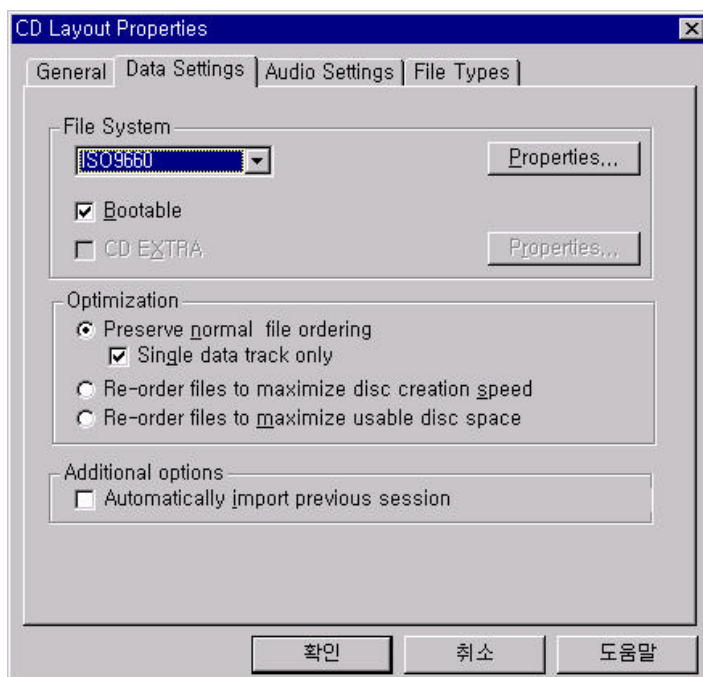 CD Layout Properties
General Data Settings Audio Settings File Types
File System
ISO9660 Properties...
Bootable
CD EXTRA Properties...
Optimization
Preserve normal file ordering
Single data track only
Re-order files to maximize disc creation speed
Re-order files to maximize usable disc space
Additional options
Automatically import previous session
확인 취소 도움말